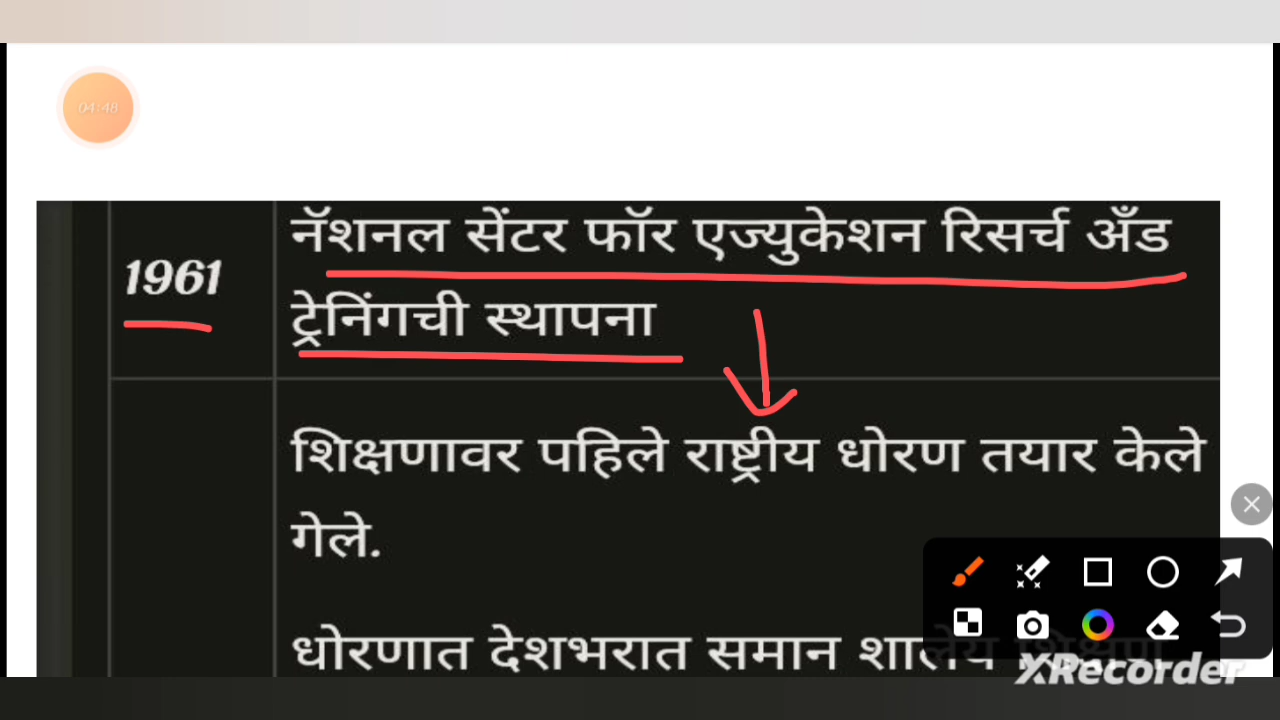 04:48
नॅशनल सेंटर फॉर एज्युकेशन रिसर्च अँड
1961
ट्रेनिंगची स्थापना
शिक्षणावर पहिले राष्ट्रीय धोरण तयार केले
गेले.
धोरणात देशभरात समान शालेय शिक्षण
XRecorder